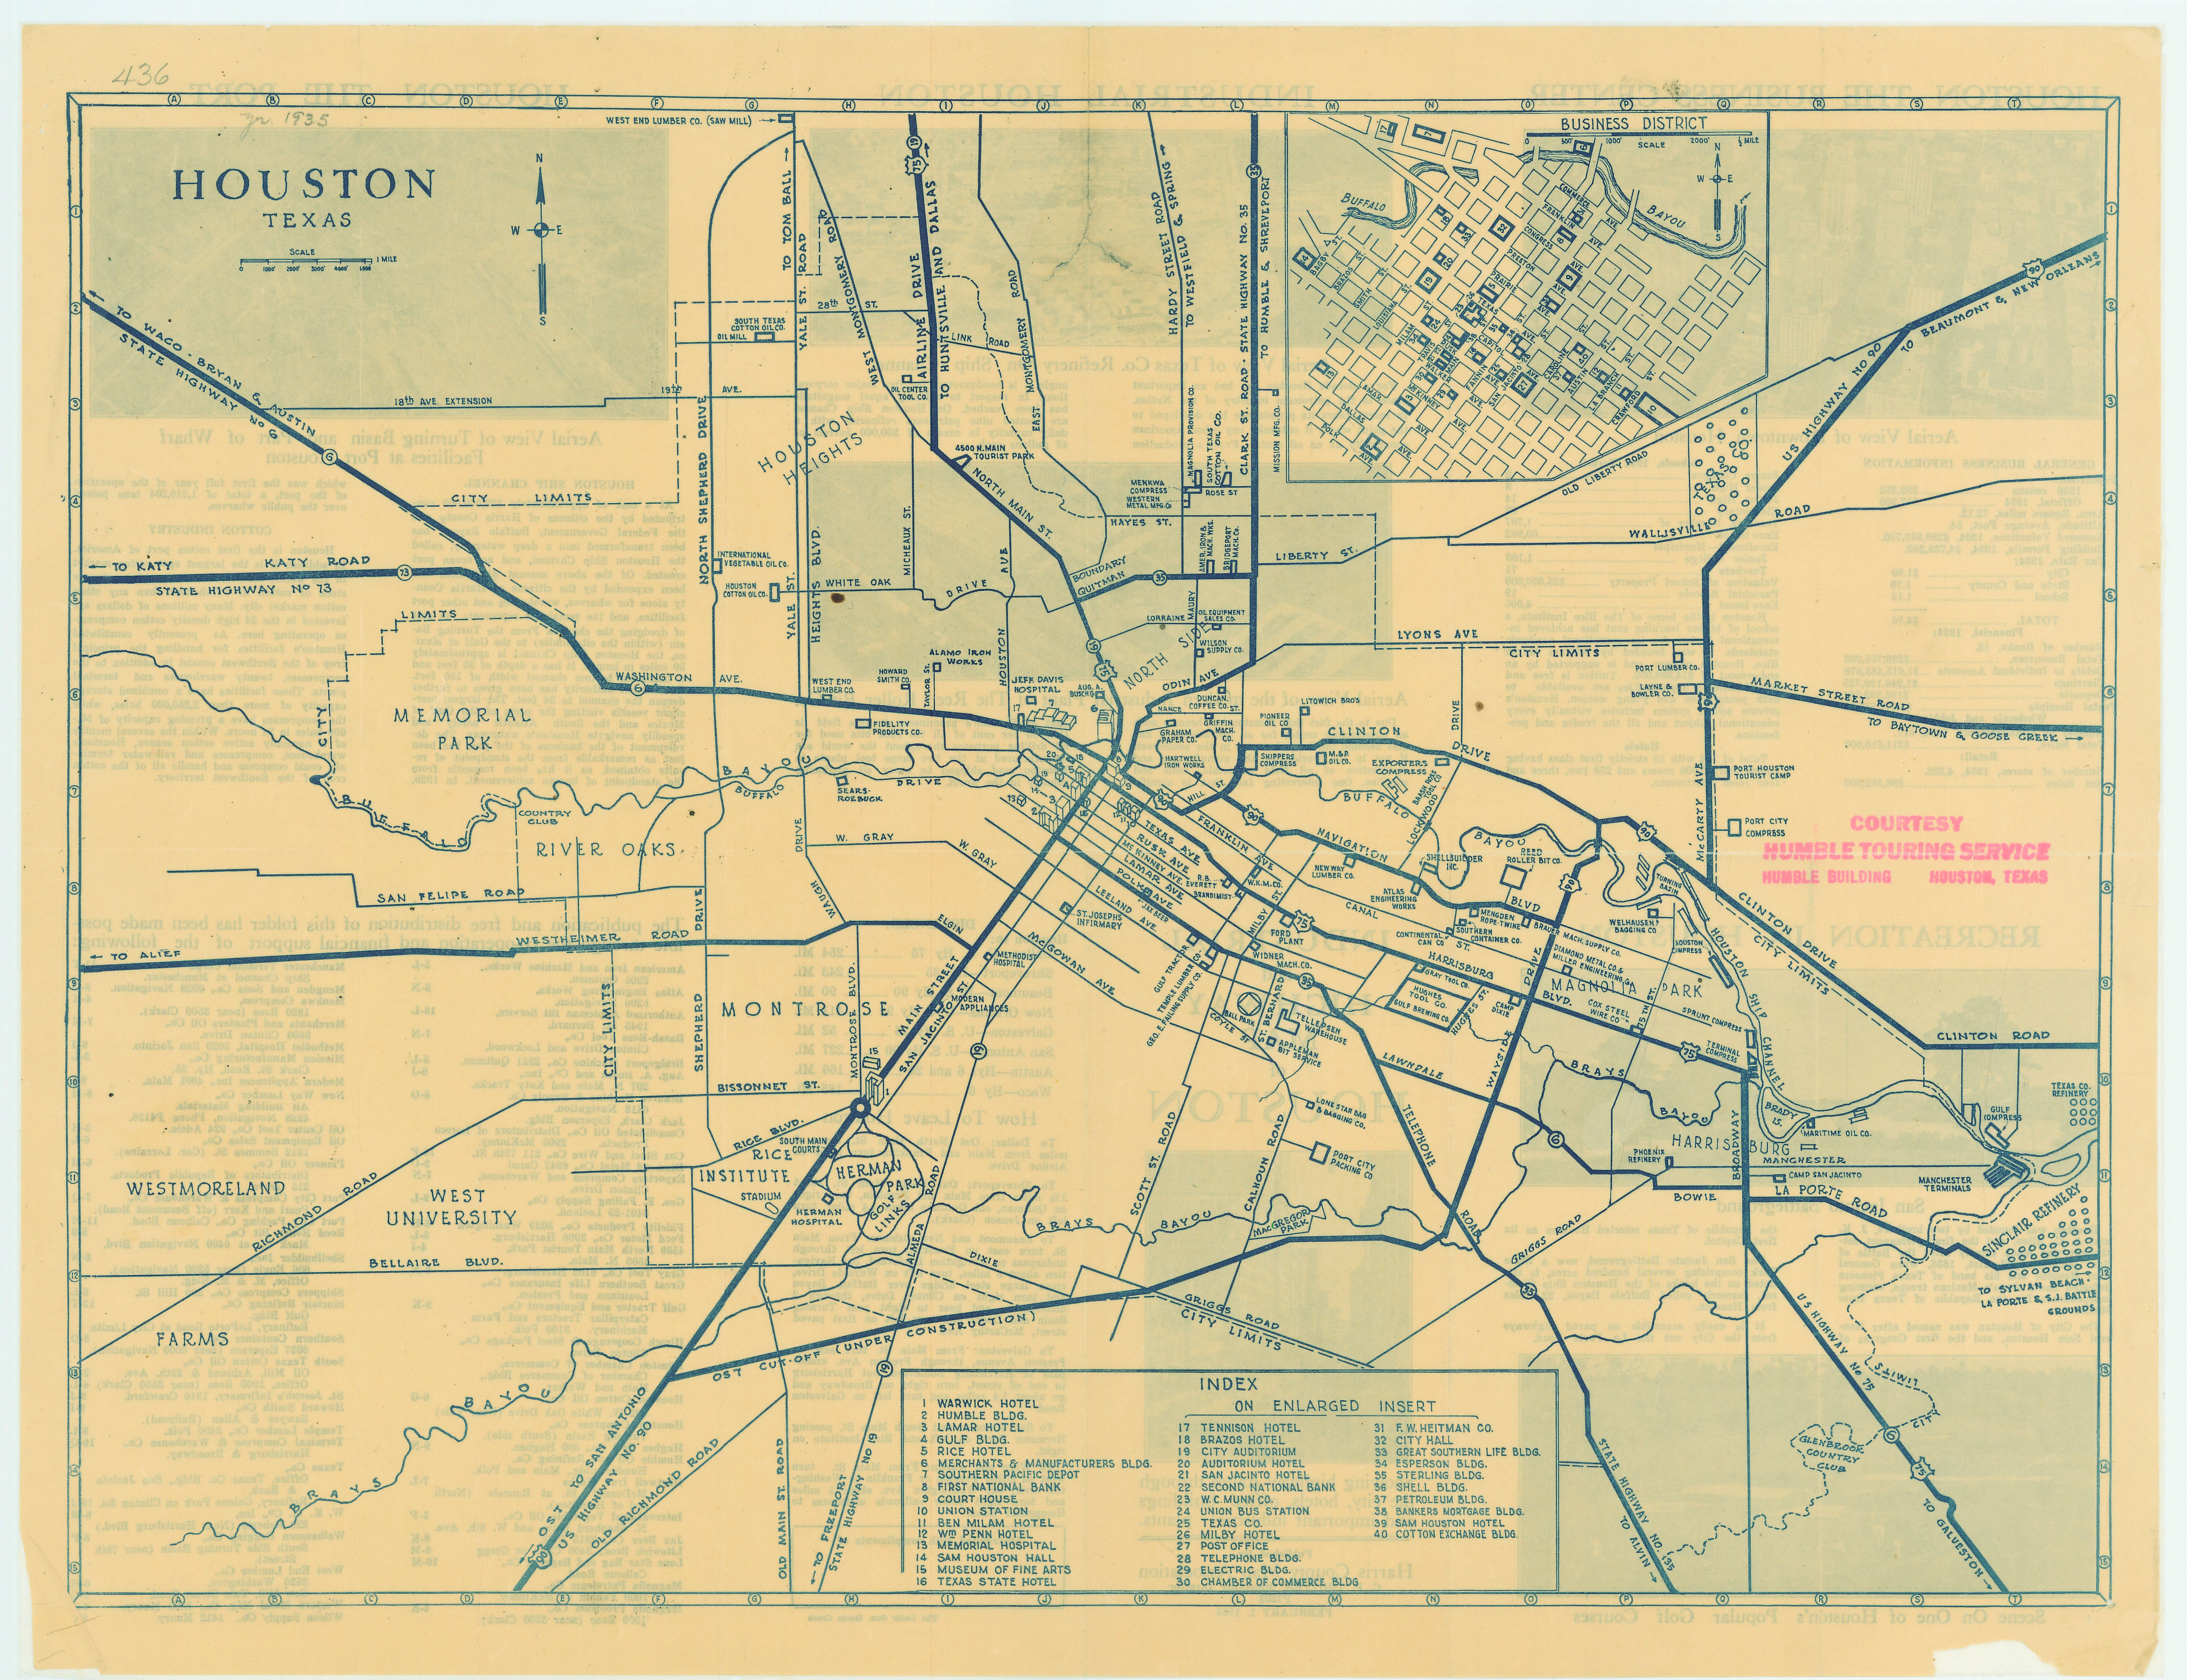 436
yr. 1935
HOUSTON
TEXAS
SCALE
0 1000' 2000' 3000' 4000' 5000' 1 MILE
N
W E
S
WEST END LUMBER CO. (SAW MILL)
BUSINESS DISTRICT
0 500' 1000' 2000' ½ MILE
SCALE
N
W E
S
BUFFALO
BAYOU
COMMERCE
FRANKLIN AVE.
CONGRESS AVE.
PRESTON
PRAIRIE AVE.
TEXAS AVE.
CAPITOL
BAGBY ST.
BRAZOS ST.
SMITH
LOUISIANA ST.
MILAM
TRAVIS
MAIN
FANNIN
SAN JACINTO
CAROLINE
AUSTIN
LA BRANCH
CRAWFORD
WALKER
McKINNEY AVE.
LAMAR
DALLAS
POLK AVE.
TO TOM BALL
YALE ST. ROAD
WEST MONTGOMERY ROAD
AIRLINE DRIVE
TO HUNTSVILLE AND DALLAS
EAST MONTGOMERY ROAD
HARDY STREET ROAD
TO WESTFIELD & SPRING
CLARK ST. ROAD - STATE HIGHWAY NO. 35
TO HUMBLE & SHREVEPORT
28th ST.
LINK ROAD
SOUTH TEXAS
COTTON OIL CO.
OIL MILL
OIL CENTER
TOOL CO.
19th AVE.
18th AVE. EXTENSION
TO WACO - BRYAN & AUSTIN
STATE HIGHWAY No 6
CITY LIMITS
NORTH SHEPHERD DRIVE
HOUSTON
HEIGHTS
4500 N. MAIN
TOURIST PARK
NORTH MAIN ST.
MAGNOLIA PROVISION CO.
SOUTH TEXAS
COTTON OIL CO.
MISSION MFG. CO.
MENKWA
COMPRESS
WESTERN
MFG. CO
ROSE ST
HAYES ST.
AMER. IRON &
MACH. WKS.
BRIDGEPORT
MACH. CO.
LIBERTY ST.
OLD LIBERTY ROAD
TEXAS CO.
WALLISVILLE ROAD
US HIGHWAY NO 90
TO BEAUMONT & NEW ORLEANS
TO KATY
KATY ROAD
STATE HIGHWAY No 73
INTERNATIONAL
VEGETABLE OIL CO.
HOUSTON
COTTON OIL CO.
YALE ST.
HEIGHTS BLVD.
MICHEAUX ST.
WHITE OAK DRIVE
HOUSTON AVE
BOUNDARY
QUITMAN
LORRAINE
MAURY
OIL EQUIPMENT
SALES CO.
WILSON
SUPPLY CO.
NORTH SIDE
ODIN AVE
LYONS AVE
CITY LIMITS
PORT LUMBER CO.
LAYNE &
BOWLER CO.
MARKET STREET ROAD
TO BAYTOWN & GOOSE CREEK
LIMITS
CITY
WASHINGTON AVE.
MEMORIAL
PARK
ALAMO IRON
WORKS
HOWARD
SMITH CO.
TAYLOR ST.
WEST END
LUMBER CO.
FIDELITY
PRODUCTS CO.
JEFF DAVIS
HOSPITAL
AUG. A.
BUSCH
DUNCAN
COFFEE CO.
NANCE ST.
GRIFFIN
MACH.
CO.
GRAHAM
PAPER CO.
HARTWELL
IRON WORKS
PIONEER
OIL CO
LITOWICH BRO'S
CLINTON DRIVE
DRIVE
SHIPPERS
COMPRESS
M. & P.
OIL CO.
EXPORTERS
COMPRESS
BAASH ROSS
TOOL CO
LOCKWOOD
BUFFALO
HILL ST
NAVIGATION BLVD
McCARTY AVE
PORT HOUSTON
TOURIST CAMP
PORT CITY
COMPRESS
COURTESY
HUMBLE TOURING SERVICE
HUMBLE BUILDING HOUSTON, TEXAS
BUFFALO
COUNTRY
CLUB
RIVER OAKS
BUFFALO BAYOU
DRIVE
SEARS-
ROEBUCK
WAUGH DRIVE
W. GRAY
W. GRAY
SAN FELIPE ROAD
SHEPHERD DRIVE
WESTHEIMER ROAD
TO ALIEF
ELGIN
TEXAS AVE.
RUSK AVE.
McKINNEY AVE.
LAMAR AVE.
POLK AVE.
LEELAND AVE.
JAX BEER
FRANKLIN AVE
ST. JOSEPHS
INFIRMARY
McGOWAN AVE.
METHODIST
HOSPITAL
MODERN
APPLIANCES
R.B.
EVERETT
BRANDIMIST
W.K.M. CO.
NEW WAY
LUMBER CO.
SHELLBUILDER
INC.
BAYOU
REED
ROLLER BIT CO.
ATLAS
ENGINEERING
WORKS
CANAL ST.
MENGDEN
ROPE-TWINE
CONTINENTAL
CAN CO
SOUTHERN
CONTAINER CO.
BRAUER MACH. SUPPLY CO.
DIAMOND METAL CO. &
MILLER ENGINEERING
WELHAUSEN
BAGGING CO
TURNING
BASIN
HOUSTON
COMPRESS
CLINTON DRIVE
CITY LIMITS
HOUSTON SHIP CHANNEL
MILBY ST.
FORD
PLANT
WIDNER
MACH. CO.
HARRISBURG BLVD.
GRAY TOOL CO.
HUGHES
TOOL CO.
GULF BREWING CO.
HUGHES ST.
CAMP
DIXIE
WAYSIDE DRIVE
MAGNOLIA PARK
COX STEEL
WIRE CO
75TH ST.
SPRUNT COMPRESS
TERMINAL
COMPRESS
GULF TRACTOR
TEMPLE LUMBER CO.
GEO. E. FAILING SUPPLY CO.
BALL PARK
COYLE ST
ST. BERNARD
TELLEPSEN
WAREHOUSE
APPLEMAN
BIT SERVICE
LAWNDALE
CLINTON ROAD
TEXAS CO.
REFINERY
GULF
COMPRESS
MONTROSE
MONTROSE BLVD.
MAIN STREET
SAN JACINTO ST
SHEPHERD
CITY LIMITS
BISSONNET ST.
RICE BLVD.
SOUTH MAIN
COURTS
RICE
INSTITUTE
STADIUM
HERMAN
PARK
GOLF
LINKS
HERMAN
HOSPITAL
ALMEDA ROAD
SCOTT ST. ROAD
CALHOUN ROAD
LONE STAR BAG
& BAGGING CO.
PORT CITY
PACKING CO
TELEPHONE ROAD
BRAYS BAYOU
BRADY
IS.
MARITIME OIL CO.
HARRISBURG
PHOENIX
REFINERY
MANCHESTER
CAMP SAN JACINTO
BROADWAY
BOWIE
LA PORTE ROAD
MANCHESTER
TERMINALS
SINCLAIR REFINERY
TO SYLVAN BEACH-
LA PORTE & S.J. BATTLE
GROUNDS
WESTMORELAND
FARMS
RICHMOND ROAD
WEST
UNIVERSITY
BELLAIRE BLVD.
DIXIE
BRAYS BAYOU
MACGREGOR
PARK
GRIGGS ROAD
GRIGGS ROAD
CITY LIMITS
OST CUT-OFF (UNDER CONSTRUCTION)
BRAYS BAYOU
OST TO SAN ANTONIO
US HIGHWAY No. 90
OLD RICHMOND ROAD
OLD MAIN ST. ROAD
TO FREEPORT
STATE HIGHWAY NO 19
STATE HIGHWAY NO. 135
TO ALVIN
US HIGHWAY No 75
CITY LIMITS
GLENBROOK
COUNTRY
CLUB
TO GALVESTON
INDEX
1 WARWICK HOTEL
2 HUMBLE BLDG.
3 LAMAR HOTEL
4 GULF BLDG.
5 RICE HOTEL
6 MERCHANTS & MANUFACTURERS BLDG.
7 SOUTHERN PACIFIC DEPOT
8 FIRST NATIONAL BANK
9 COURT HOUSE
10 UNION STATION
11 BEN MILAM HOTEL
12 WM PENN HOTEL
13 MEMORIAL HOSPITAL
14 SAM HOUSTON HALL
15 MUSEUM OF FINE ARTS
16 TEXAS STATE HOTEL
ON ENLARGED INSERT
17 TENNISON HOTEL
18 BRAZOS HOTEL
19 CITY AUDITORIUM
20 AUDITORIUM HOTEL
21 SAN JACINTO HOTEL
22 SECOND NATIONAL BANK
23 W.C. MUNN CO.
24 UNION BUS STATION
25 TEXAS CO.
26 MILBY HOTEL
27 POST OFFICE
28 TELEPHONE BLDG.
29 ELECTRIC BLDG.
30 CHAMBER OF COMMERCE BLDG
31 F.W. HEITMAN CO.
32 CITY HALL
33 GREAT SOUTHERN LIFE BLDG.
34 ESPERSON BLDG.
35 STERLING BLDG.
36 SHELL BLDG.
37 PETROLEUM BLDG.
38 BANKERS MORTGAGE BLDG.
39 SAM HOUSTON HOTEL
40 COTTON EXCHANGE BLDG.